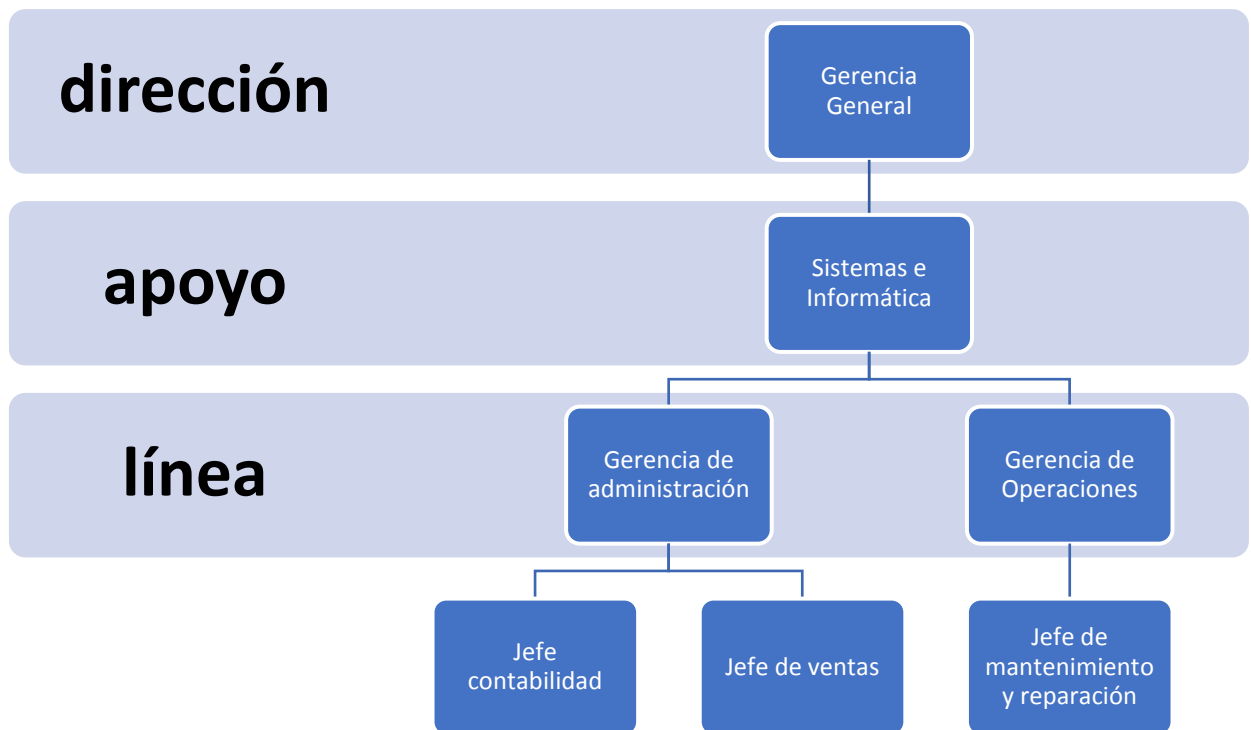 dirección
Gerencia
General
apoyo
Sistemas e
Informática
línea
Gerencia de
administración
Gerencia de
Operaciones
Jefe
contabilidad
Jefe de ventas
Jefe de
mantenimiento
y reparación